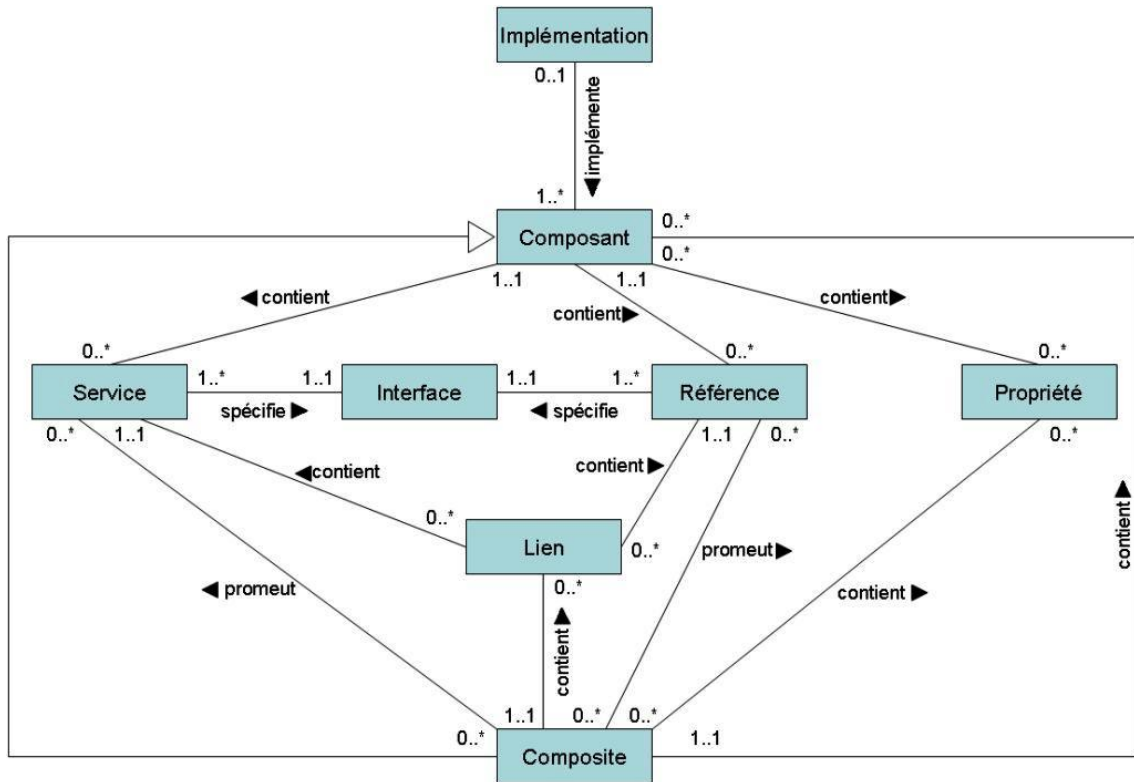 Implémentation
0..1
implémente
1..*
0..*
Composant
0..*
1..1
1..1
contient
contient
contient
0..*
0..*
0..*
Service
1..*
1..1
Interface
1..1
1..*
Référence
Propriété
spécifie
spécifie
0..*
1..1
1..1
0..*
0..*
contient
contient
contient
0..*
Lien
0..*
promeut
promeut
0..*
contient
contient
1..1
0..*
0..*
0..*
Composite
1..1